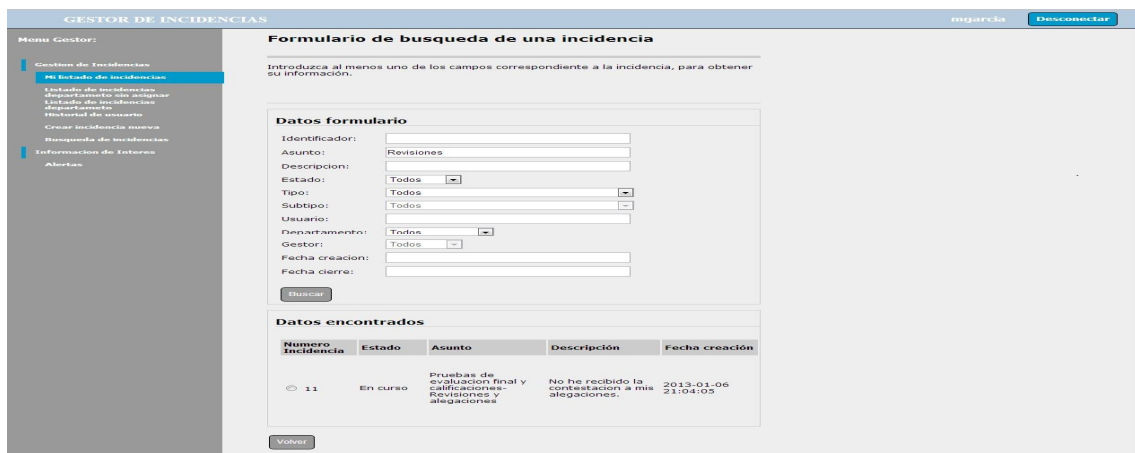 GESTOR DE INCIDENCIAS
mgarcia
Desconectar
Menu Gestor:
Gestion de Incidencias
Mi listado de incidencias
Listado de incidencias
departameto sin asignar
Listado de incidencias
departameto
Historial de usuario
Crear incidencia nueva
Busqueda de incidencias
Informacion de Interes
Alertas
Formulario de busqueda de una incidencia
Introduzca al menos uno de los campos correspondiente a la incidencia, para obtener
su información.
Datos formulario
Identificador:
Asunto: Revisiones
Descripcion:
Estado: Todos
Tipo: Todos
Subtipo: Todos
Usuario:
Departamento: Todos
Gestor: Todos
Fecha creacion:
Fecha cierre:
Buscar
Datos encontrados
Numero
Incidencia Estado Asunto Descripción Fecha creación
11 En curso
Pruebas de
evaluacion final y
calificaciones-
Revisiones y
alegaciones
No he recibido la
contestacion a mis
alegaciones.
2013-01-06
21:04:05
Volver